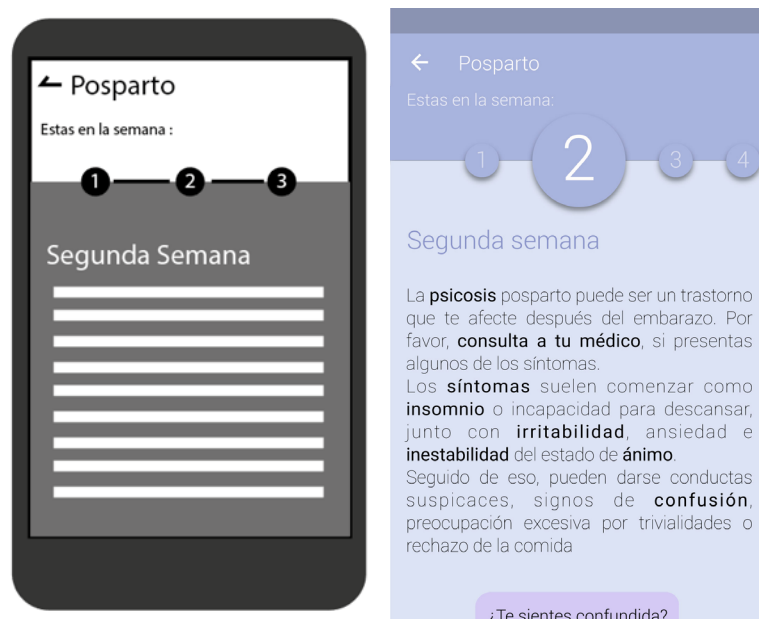 Posparto
Estas en la semana :
1 2 3
Segunda Semana
Posparto
Estas en la semana:
1 2 3 4
Segunda semana
La psicosis posparto puede ser un trastorno
que te afecte después del embarazo. Por
favor, consulta a tu médico, si presentas
algunos de los síntomas.
Los síntomas suelen comenzar como
insomnio o incapacidad para descansar,
junto con irritabilidad, ansiedad e
inestabilidad del estado de ánimo.
Seguido de eso, pueden darse conductas
suspicaces, signos de confusión,
preocupación excesiva por trivialidades o
rechazo de la comida
¿Te sientes confundida?